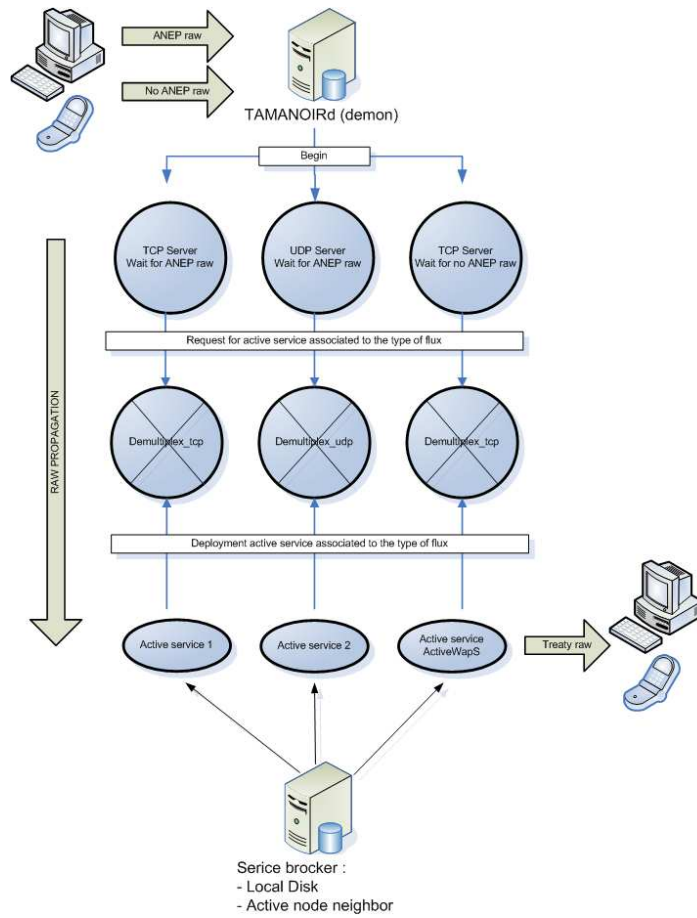 ANEP raw
No ANEP raw
TAMANOIRd (demon)
Begin
TCP Server
Wait for ANEP raw
UDP Server
Wait for ANEP raw
TCP Server
Wait for no ANEP raw
Request for active service associated to the type of flux
RAW PROPAGATION
Demultiplex_tcp
Demultiplex_udp
Demultiplex_tcp
Deployment active service associated to the type of flux
Active service 1
Active service 2
Active service
ActiveWapS
Treaty raw
Serice brocker :
- Local Disk
- Active node neighbor